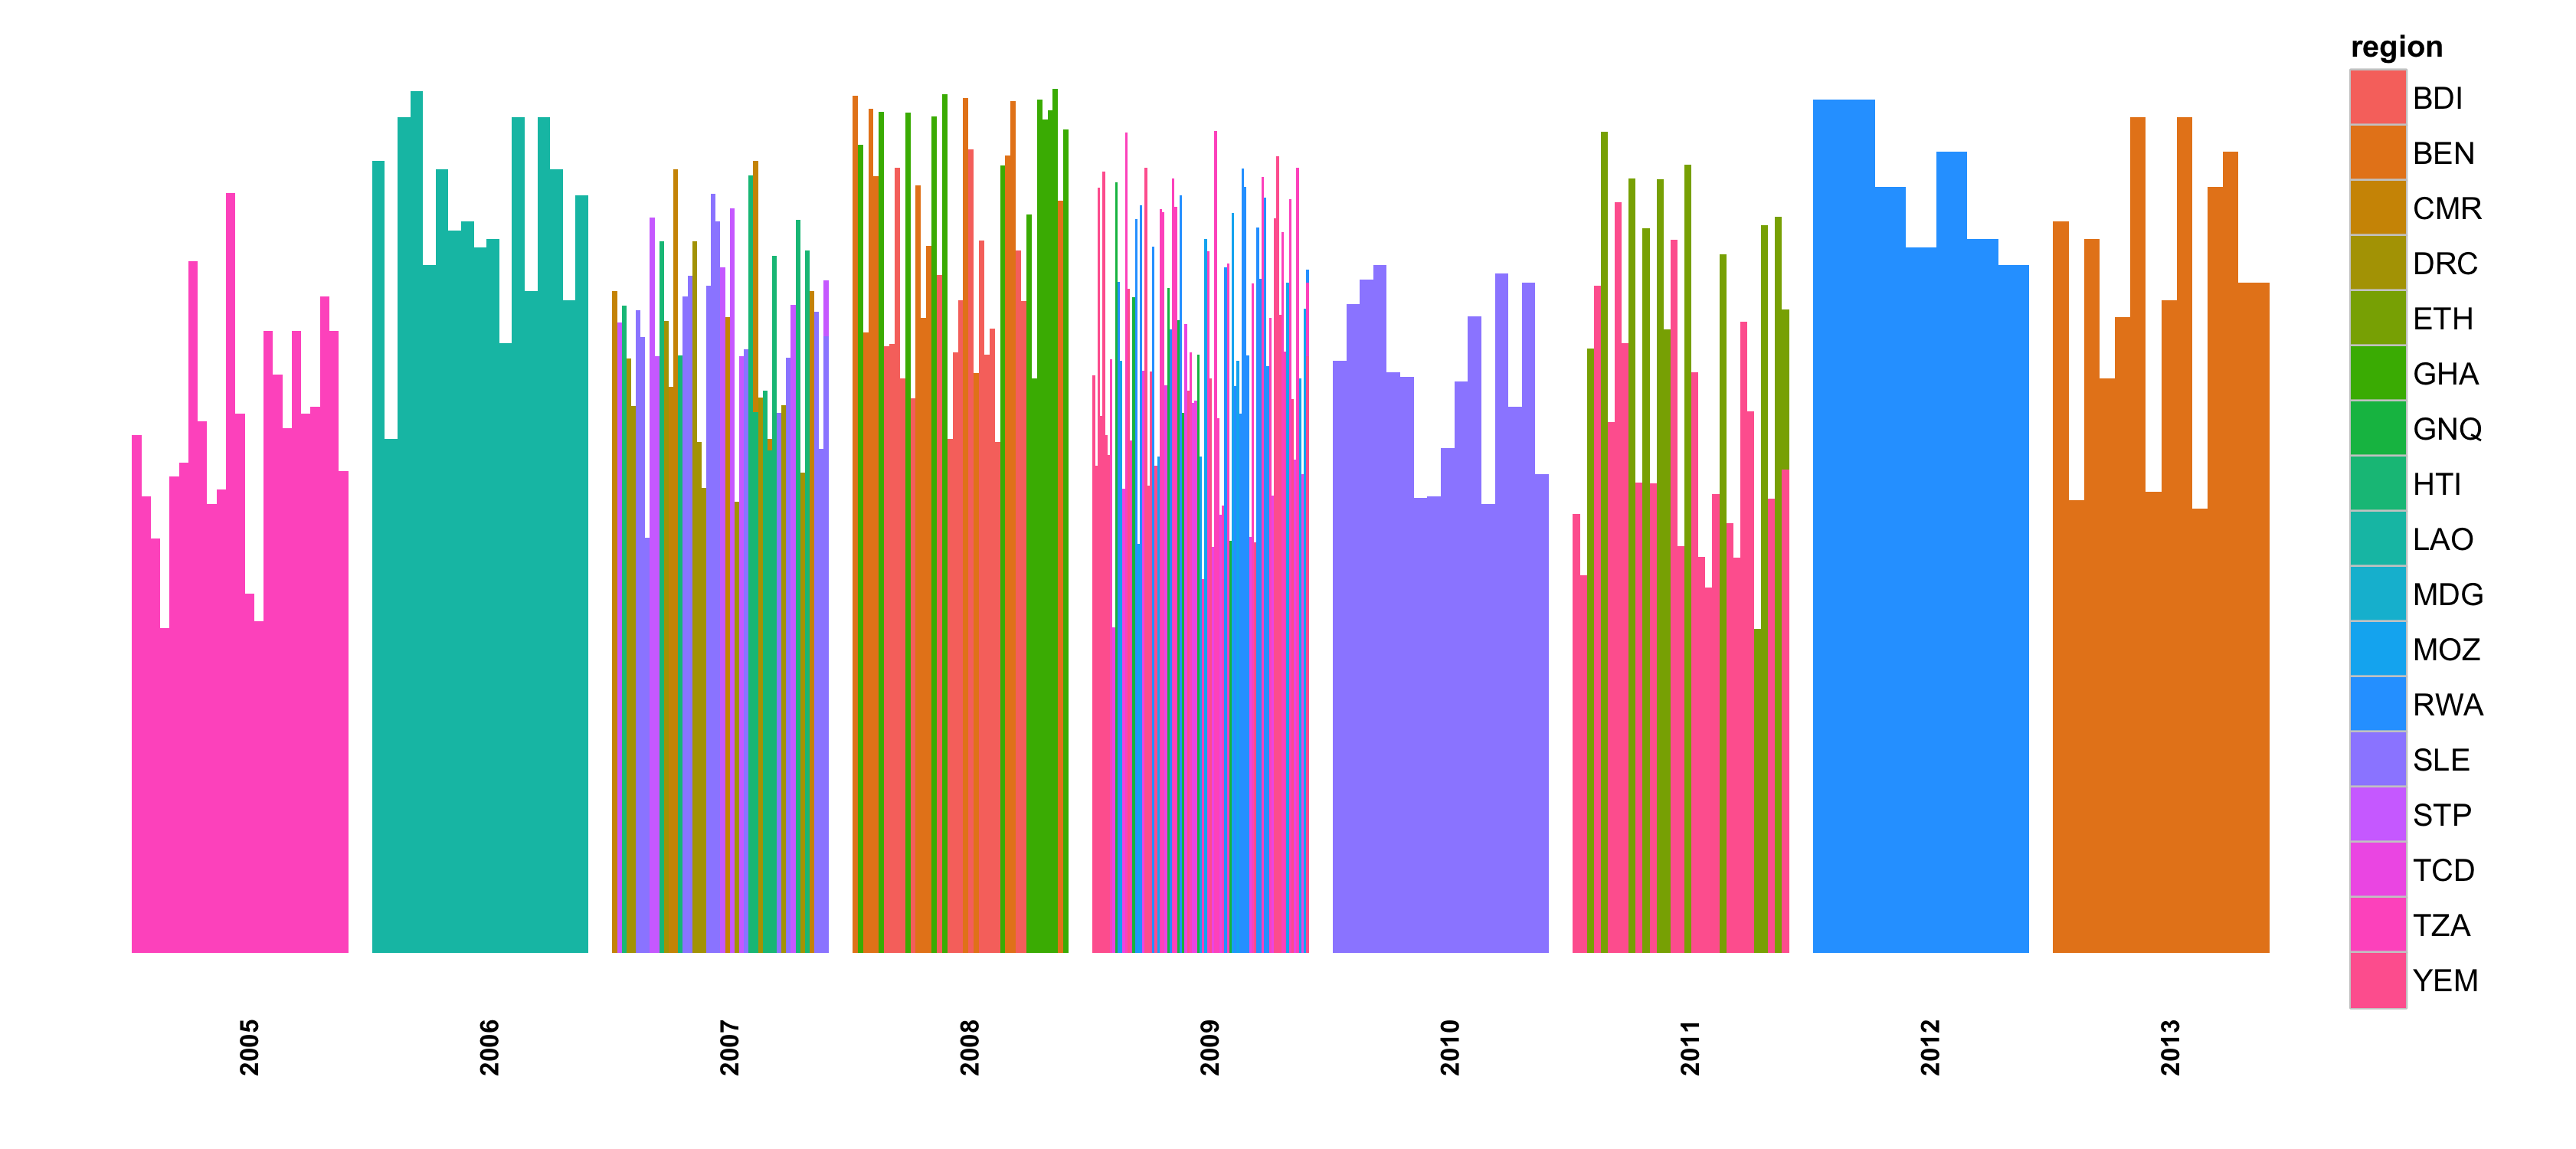 region
BDI
BEN
CMR
DRC
ETH
GHA
GNQ
HTI
LAO
MDG
MOZ
RWA
SLE
STP
TCD
TZA
YEM
2005
2006
2007
2008
2009
2010
2011
2012
2013